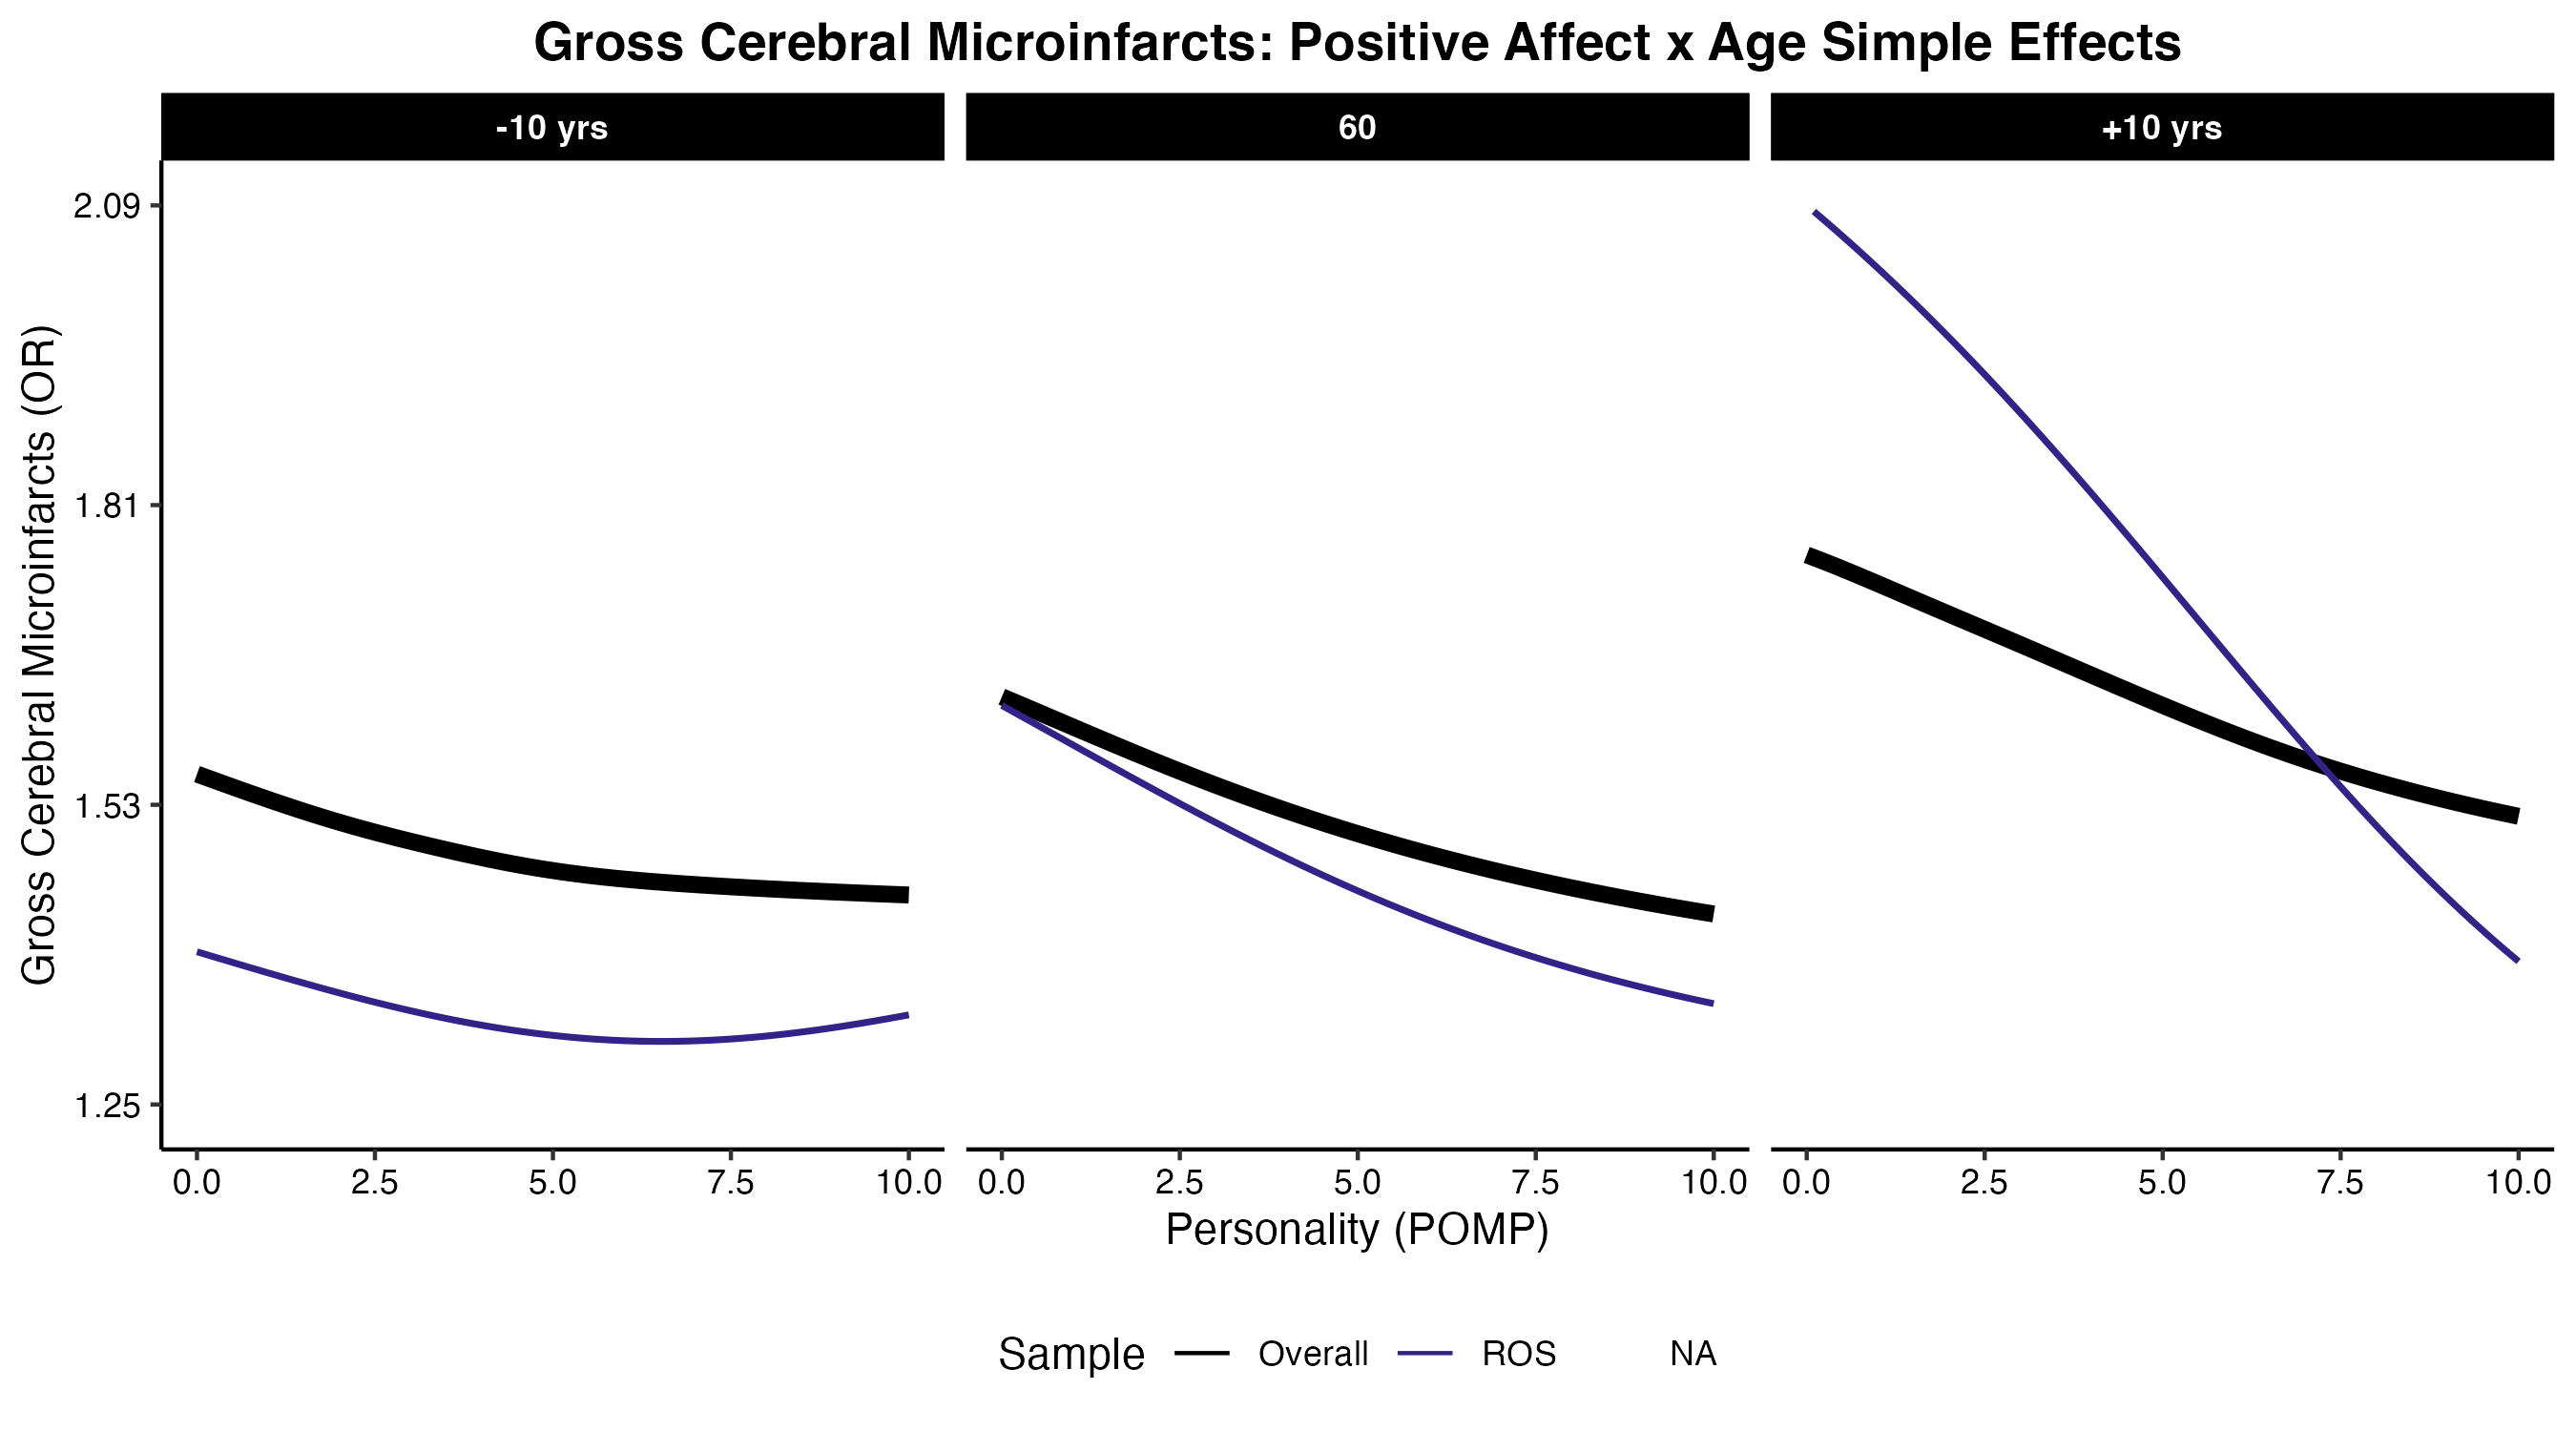 Gross Cerebral Microinfarcts: Positive Affect x Age Simple Effects
-10 yrs
60
+10 yrs
Gross Cerebral Microinfarcts (OR)
2.09
1.81
1.53
1.25
0.0 2.5 5.0 7.5 10.0
0.0 2.5 5.0 7.5 10.0
0.0 2.5 5.0 7.5 10.0
Personality (POMP)
Sample Overall ROS NA